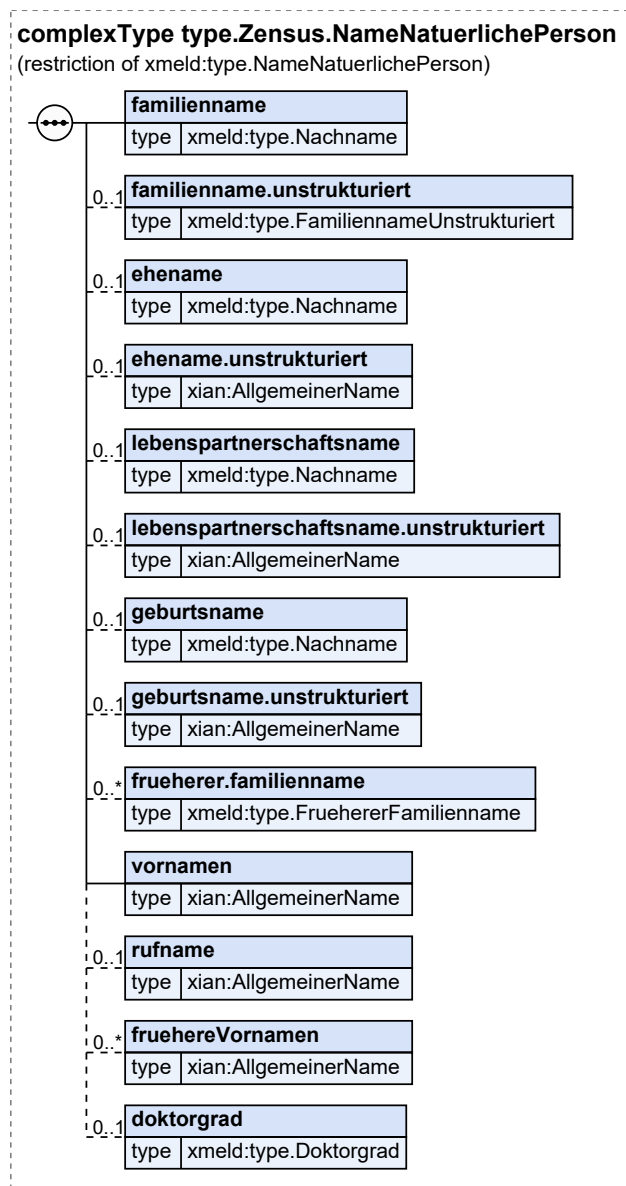 complexType type.Zensus.NameNatuerlichePerson
(restriction of xmeld:type.NameNatuerlichePerson)
familienname
type xmeld:type.Nachname
0..1 familienname.unstrukturiert
type xmeld:type.FamiliennameUnstrukturiert
0..1 ehename
type xmeld:type.Nachname
0..1 ehename.unstrukturiert
type xian:AllgemeinerName
0..1 lebenspartnerschaftsname
type xmeld:type.Nachname
0..1 lebenspartnerschaftsname.unstrukturiert
type xian:AllgemeinerName
0..1 geburtsname
type xmeld:type.Nachname
0..1 geburtsname.unstrukturiert
type xian:AllgemeinerName
0..* frueherer.familienname
type xmeld:type.FruehererFamilienname
vornamen
type xian:AllgemeinerName
0..1 rufname
type xian:AllgemeinerName
0..* fruehereVornamen
type xian:AllgemeinerName
0..1 doktorgrad
type xmeld:type.Doktorgrad